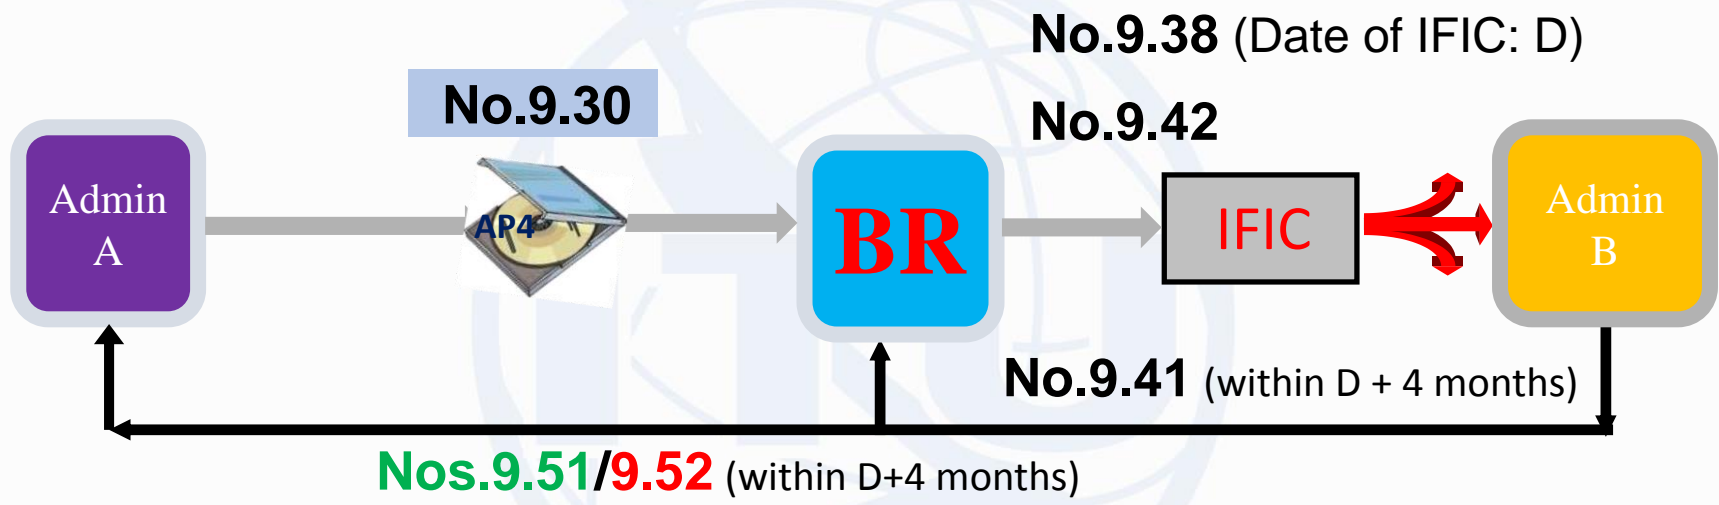 No.9.38 (Date of IFIC: D)
No.9.30
No.9.42
Admin
A
AP4
BR
IFIC
Admin
B
No.9.41 (within D + 4 months)
Nos.9.51/9.52 (within D+4 months)
ITU